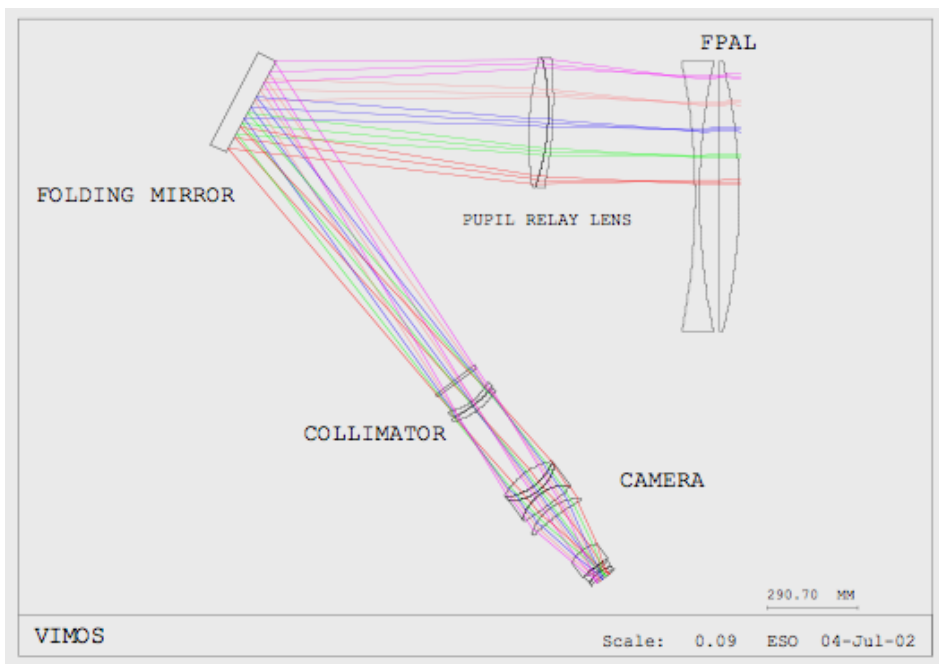 FPAL
FOLDING MIRROR
PUPIL RELAY LENS
COLLIMATOR
CAMERA
290.70 MM
VIMOS
Scale: 0.09 ESO 04-Jul-02